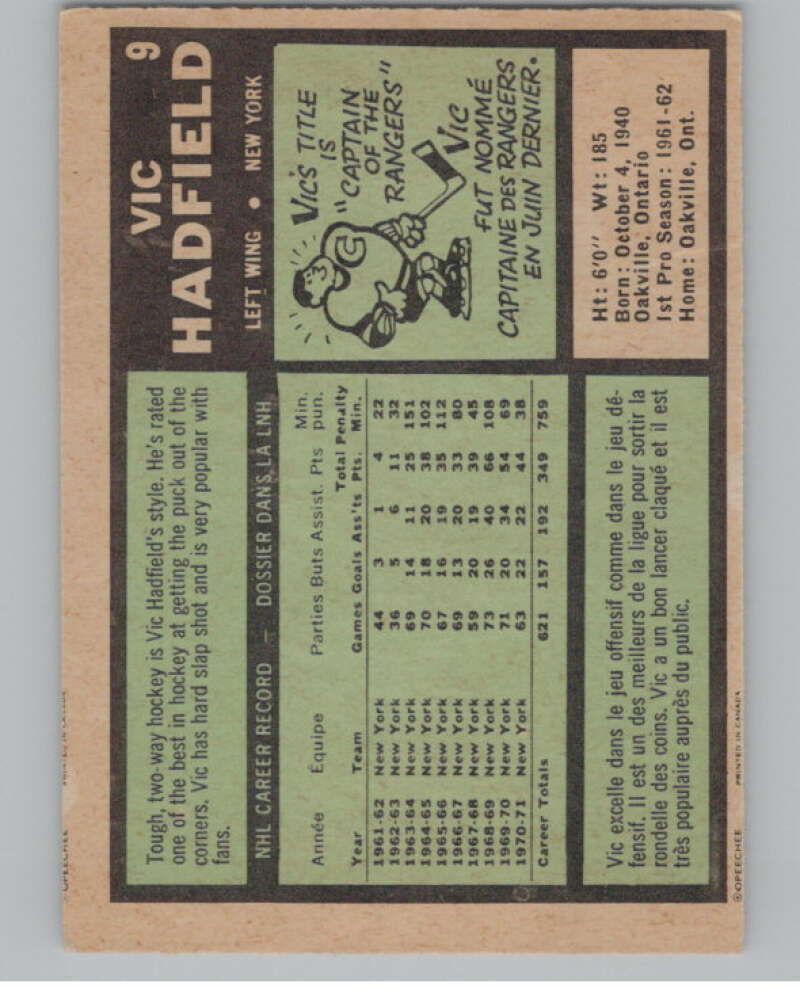 VIC 9
HADFIELD
LEFT WING • NEW YORK
Tough, two-way hockey is Vic Hadfield's style. He's rated
one of the best in hockey at getting the puck out of the
corners. Vic has hard slap shot and is very popular with
fans.
VIC'S TITLE
IS
"CAPTAIN
OF THE
RANGERS"
C
VIC
FUT NOMMÉ
CAPITAINE DES RANGERS
EN JUIN DERNIER.
NHL CAREER RECORD — DOSSIER DANS LA LNH
Année Équipe Parties Buts Assist. Pts Min. pun.
Year Team Games Goals Ass'ts Total Pts. Penalty Min.
1961-62 New York 44 3 1 4 22
1962-63 New York 36 5 6 11 32
1963-64 New York 69 14 11 25 151
1964-65 New York 70 18 20 38 102
1965-66 New York 67 16 19 35 112
1966-67 New York 69 13 20 33 80
1967-68 New York 59 20 19 39 45
1968-69 New York 73 26 40 66 108
1969-70 New York 71 20 34 54 69
1970-71 New York 63 22 22 44 38
Career Totals 621 157 192 349 759
Ht: 6'0" Wt: 185
Born: October 4, 1940
Oakville, Ontario
1st Pro Season: 1961-62
Home: Oakville, Ont.
Vic excelle dans le jeu offensif comme dans le jeu dé-
fensif. Il est un des meilleurs de la ligue pour sortir la
rondelle des coins. Vic a un bon lancer claqué et il est
très populaire auprès du public.
©OPEECHEE PRINTED IN CANADA